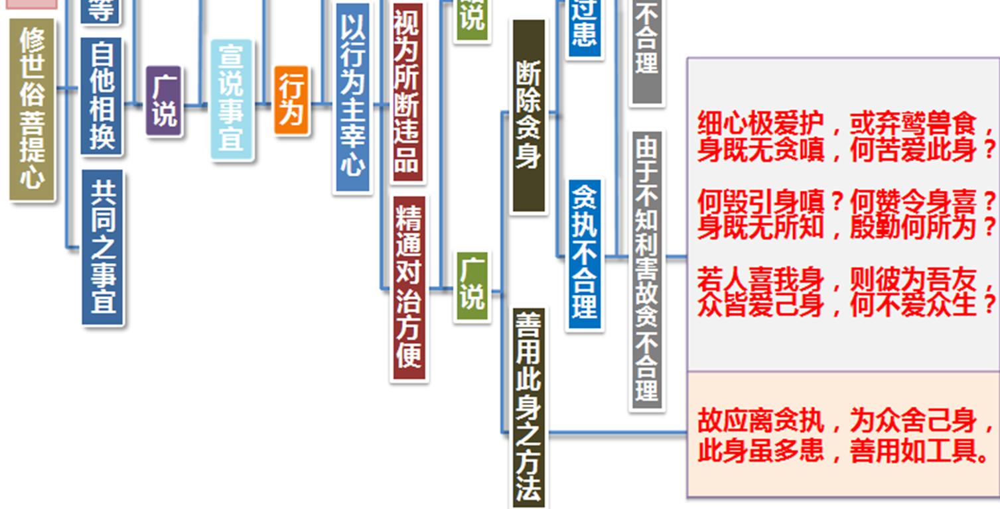 等
修世俗菩提心
自他相换
共同之事宜
广说
宣说事宜
行为
以行为主宰心
视为所断违品
精通对治方便
说
广说
断除贪身
善用此身之方法
过患
贪执不合理
不合理
由于不知利害故贪不合理
细心极爱护，或弃鹫兽食，
身既无贪嗔，何苦爱此身？
何毁引身嗔？何赞令身喜？
身既无所知，殷勤何所为？
若人喜我身，则彼为吾友，
众皆爱己身，何不爱众生？
故应离贪执，为众舍己身，
此身虽多患，善用如工具。